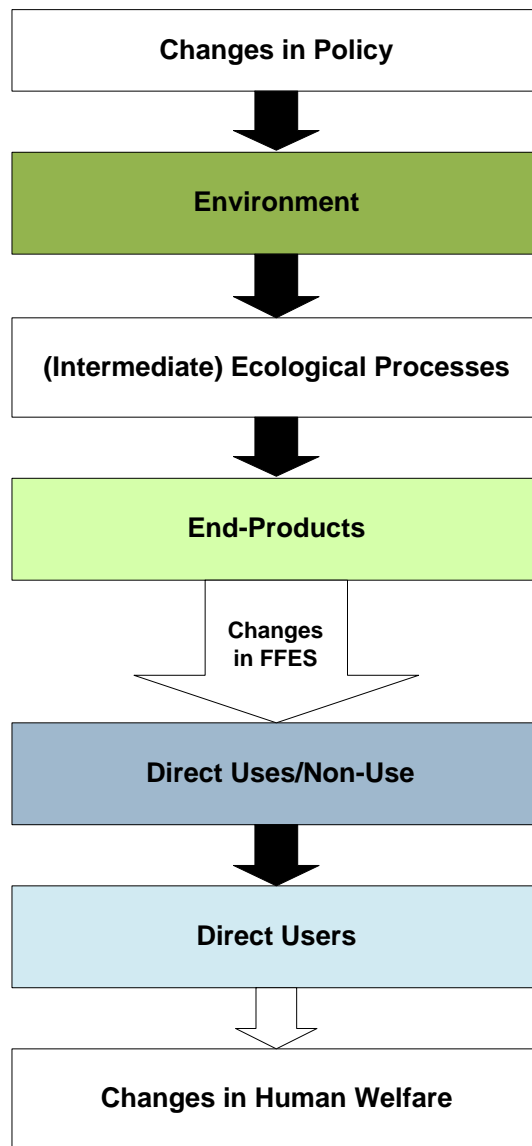 Changes in Policy
Environment
(Intermediate) Ecological Processes
End-Products
Changes
in FFES
Direct Uses/Non-Use
Direct Users
Changes in Human Welfare